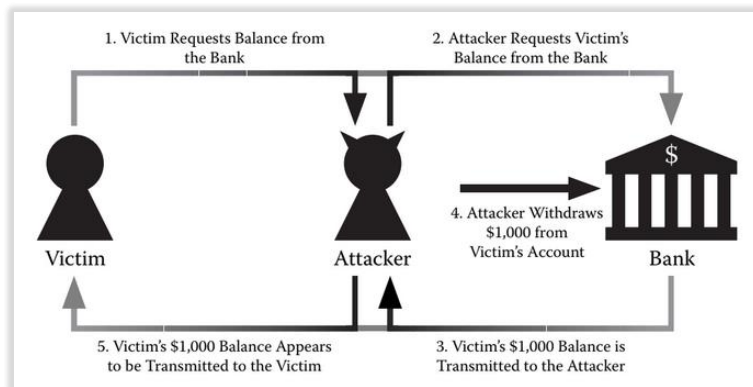 1. Victim Requests Balance from
the Bank
2. Attacker Requests Victim's
Balance from the Bank
$
4. Attacker Withdraws
$1,000 from
Victim's Account
Victim
Attacker
Bank
5. Victim's $1,000 Balance Appears
to be Transmitted to the Victim
3. Victim's $1,000 Balance is
Transmitted to the Attacker